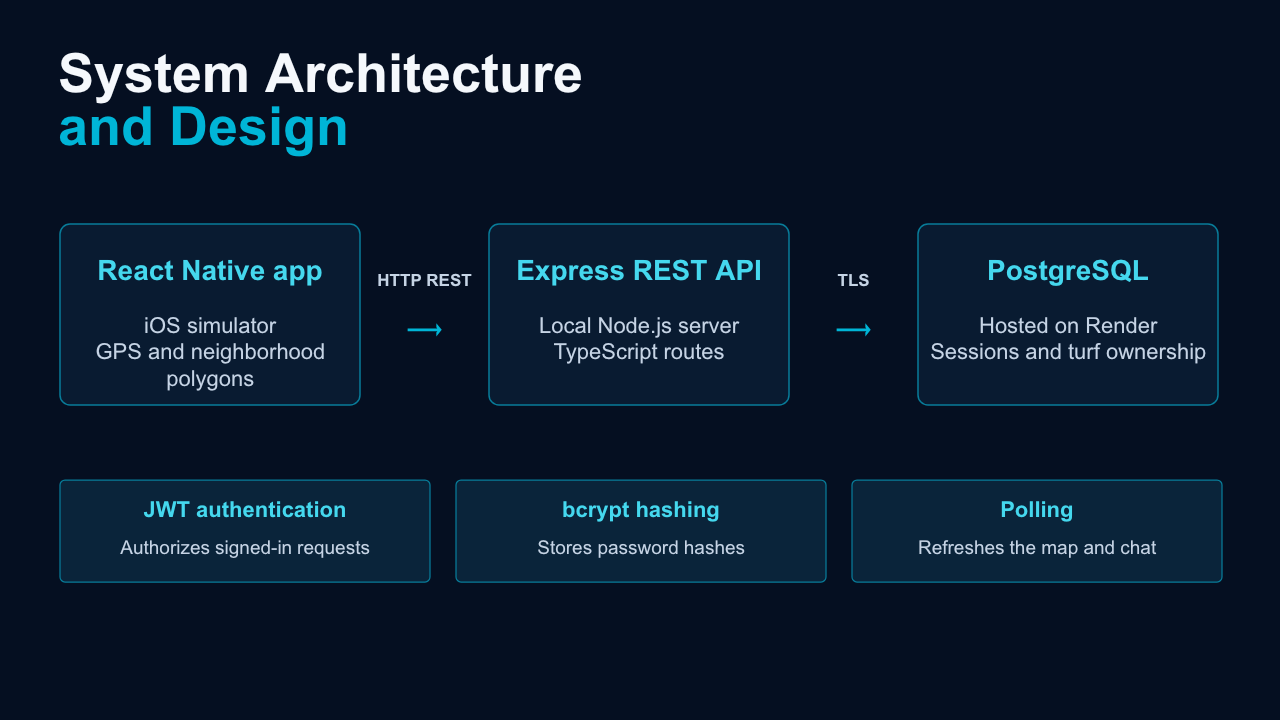 System Architecture
and Design
React Native app
iOS simulator
GPS and neighborhood
polygons
HTTP REST
Express REST API
Local Node.js server
TypeScript routes
TLS
PostgreSQL
Hosted on Render
Sessions and turf ownership
JWT authentication
Authorizes signed-in requests
bcrypt hashing
Stores password hashes
Polling
Refreshes the map and chat